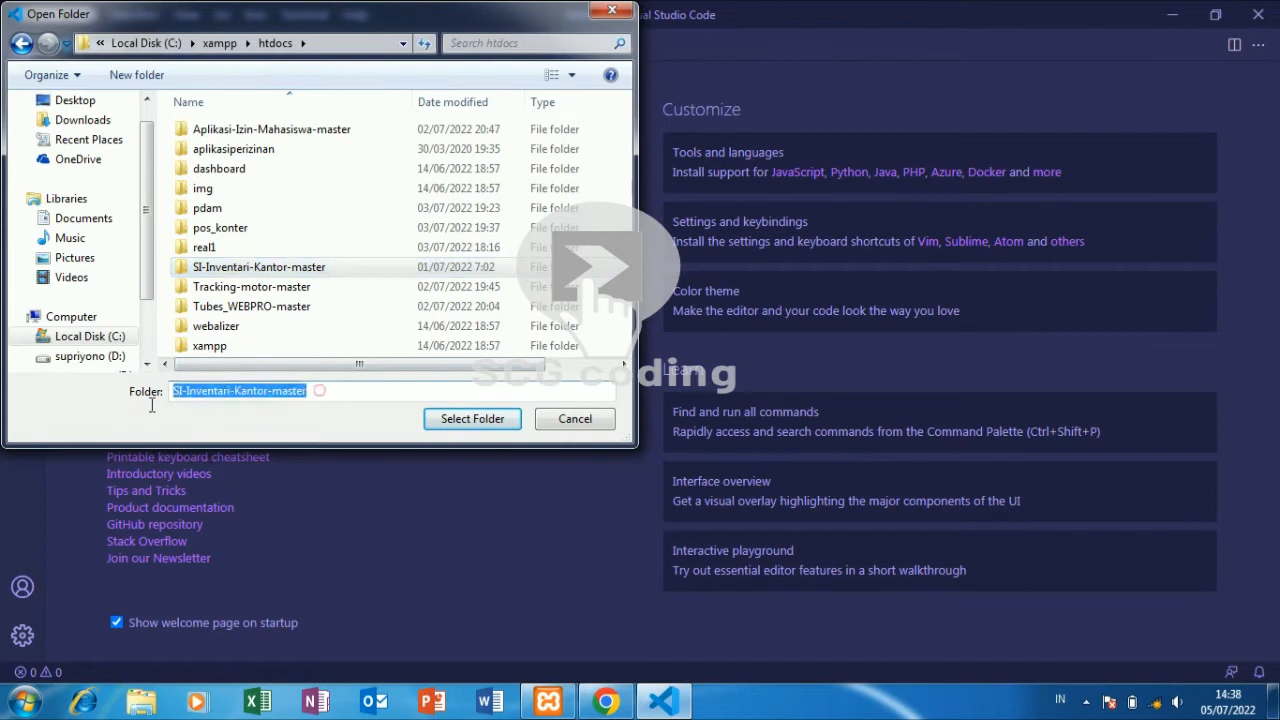 Open Folder
ual Studio Code
« Local Disk (C:) ▸ xampp ▸ htdocs ▸
Search htdocs
Organize
New folder
Name
Date modified
Type
Desktop
Downloads
Recent Places
OneDrive
Libraries
Documents
Music
Pictures
Videos
Computer
Local Disk (C:)
supriyono (D:)
Aplikasi-Izin-Mahasiswa-master 02/07/2022 20:47 File folder
aplikasiperizinan 30/03/2020 19:35 File folder
dashboard 14/06/2022 18:57 File folder
img 14/06/2022 18:57 File folder
pdam 03/07/2022 19:23 File folder
pos_konter 03/07/2022 19:37 File folder
real1 03/07/2022 18:16 File folder
SI-Inventari-Kantor-master 01/07/2022 7:02 File
Tracking-motor-master 02/07/2022 19:45 File folder
Tubes_WEBPRO-master 02/07/2022 20:04 File folder
webalizer 14/06/2022 18:57 File folder
xampp 14/06/2022 18:57 File folder
Folder: SI-Inventari-Kantor-master
Select Folder
Cancel
SCG coding
Customize
Tools and languages
Install support for JavaScript, Python, Java, PHP, Azure, Docker and more
Settings and keybindings
Install the settings and keyboard shortcuts of Vim, Sublime, Atom and others
Color theme
Make the editor and your code look the way you love
Learn
Find and run all commands
Rapidly access and search commands from the Command Palette (Ctrl+Shift+P)
Interface overview
Get a visual overlay highlighting the major components of the UI
Interactive playground
Try out essential editor features in a short walkthrough
Printable keyboard cheatsheet
Introductory videos
Tips and Tricks
Product documentation
GitHub repository
Stack Overflow
Join our Newsletter
Show welcome page on startup
0 0
IN
14:38
05/07/2022